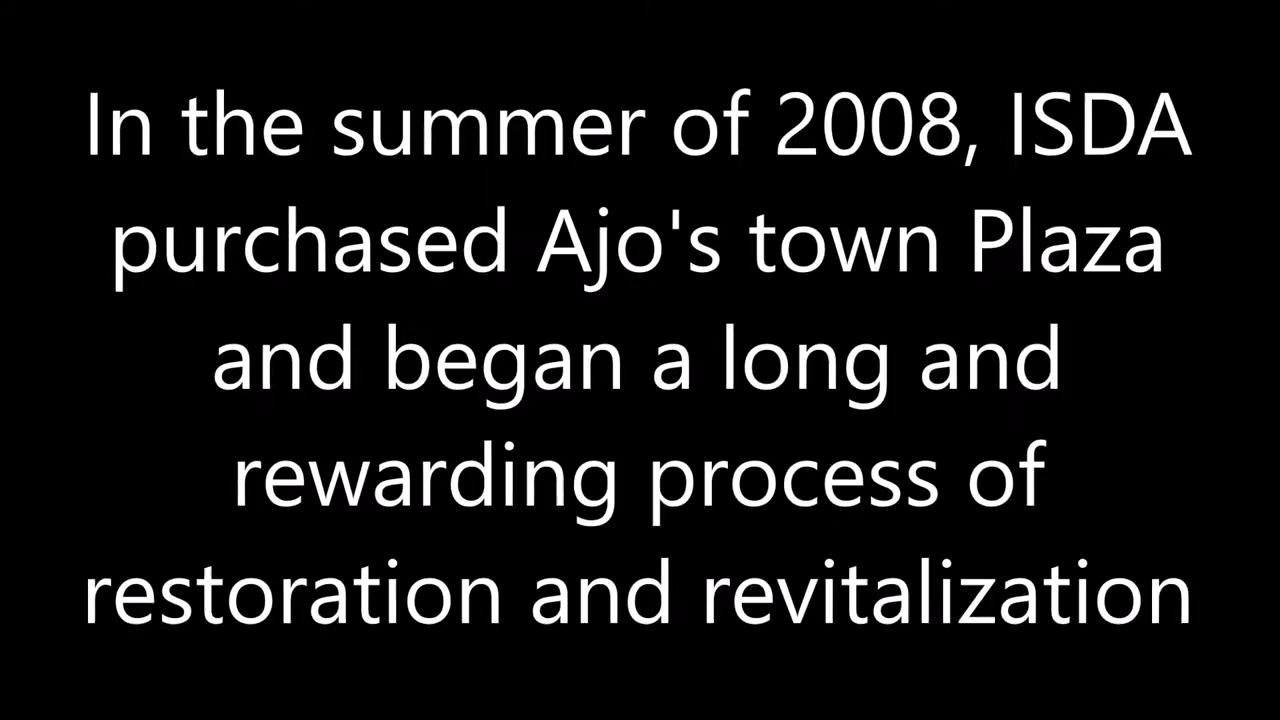 In the summer of 2008, ISDA
purchased Ajo's town Plaza
and began a long and
rewarding process of
restoration and revitalization